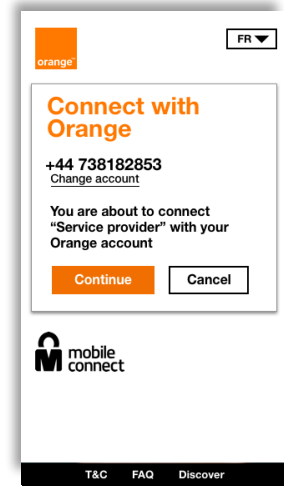 orange™
FR
Connect with
Orange
+44 738182853
Change account
You are about to connect
“Service provider” with your
Orange account
Continue
Cancel
mobile
connect
T&C
FAQ
Discover